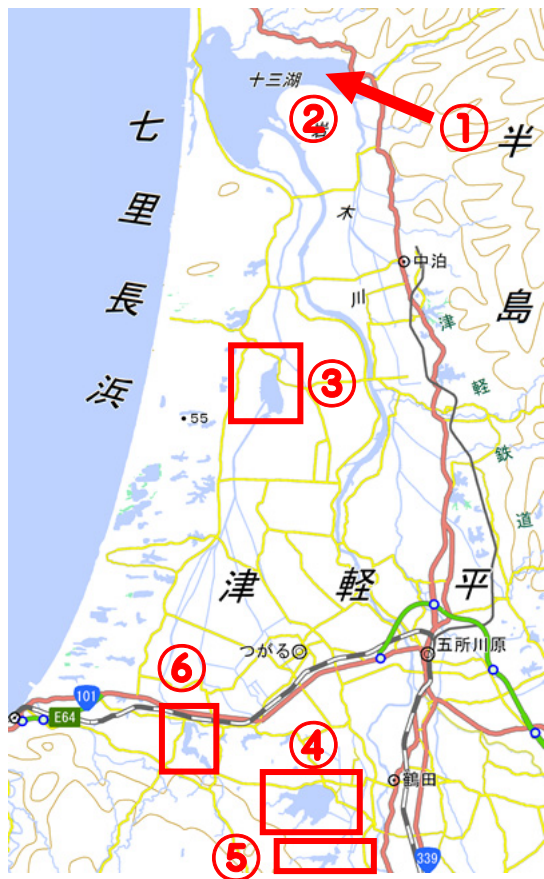 十三湖
①
②
岩
木
川
半
島
七
里
長
浜
中泊
津
軽
鉄
道
③
・55
津
軽
平
つがる
五所川原
⑥
101
E64
④
鶴田
⑤
339